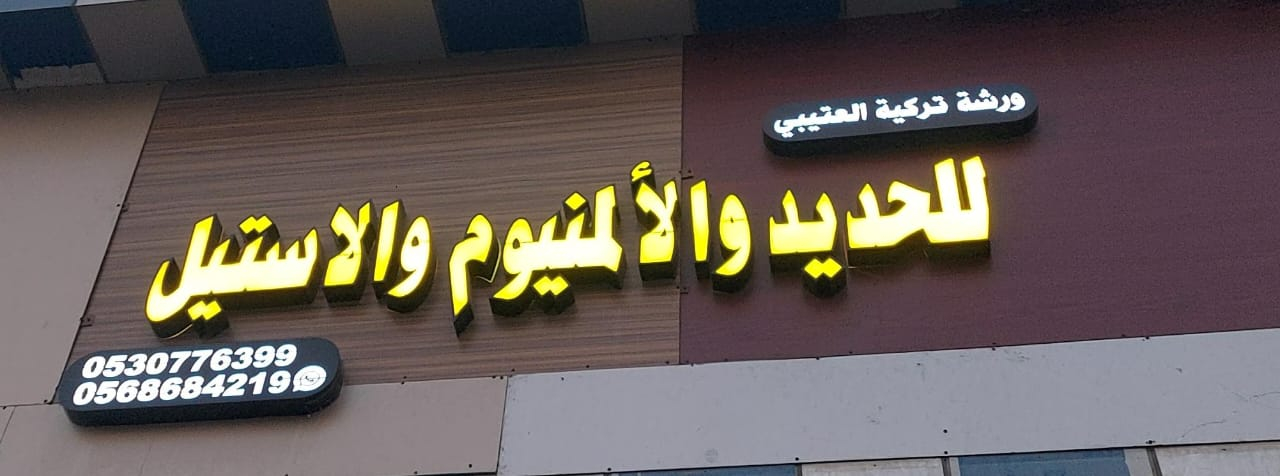 ورشة تركية العتيبي
للحديد والألمنيوم والاستيل
0530776399
0568684219